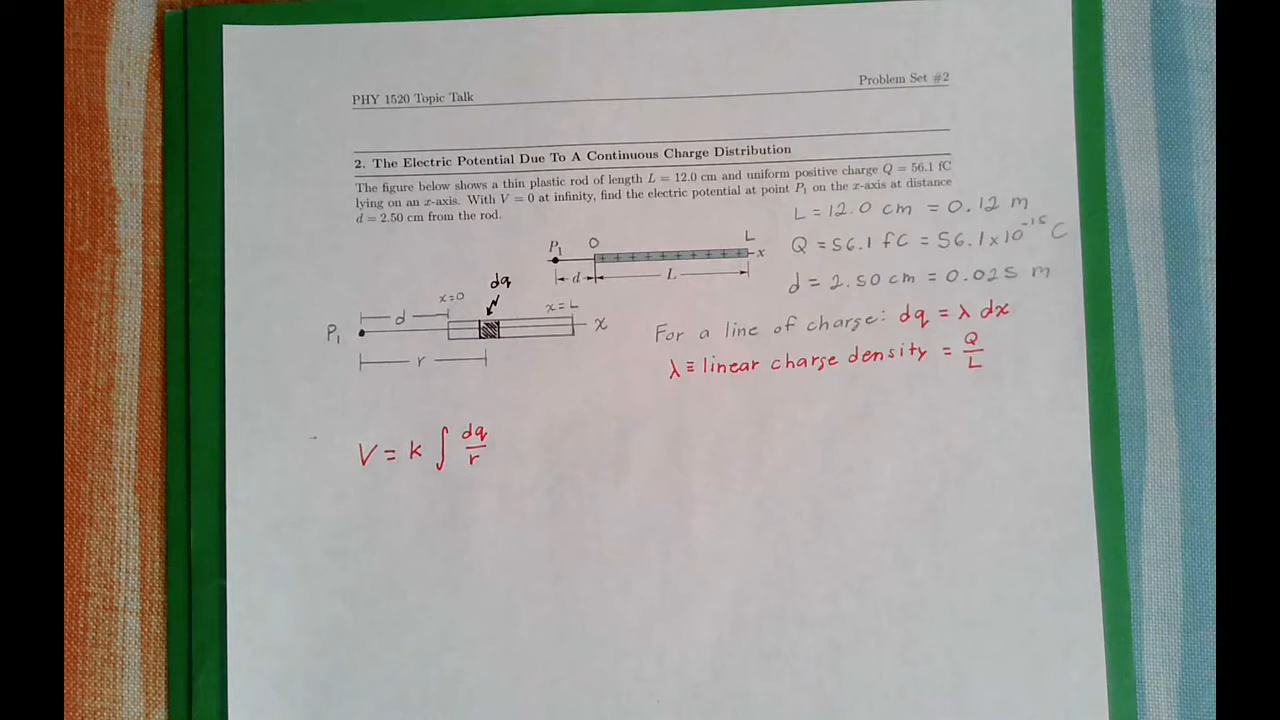 PHY 1520 Topic Talk
Problem Set #2
2. The Electric Potential Due To A Continuous Charge Distribution
The figure below shows a thin plastic rod of length L = 12.0 cm and uniform positive charge Q = 56.1 fC
lying on an x-axis. With V = 0 at infinity, find the electric potential at point P₁ on the x-axis at distance
d = 2.50 cm from the rod.
L = 12.0 cm = 0.12 m
Q = 56.1 fC = 56.1 x 10⁻¹⁵ C
d = 2.50 cm = 0.025 m
P₁ 0 L
+ + + + + + + + + + x
d L
dq
x=0 x=L
d
P₁ x
r
For a line of charge: dq = λ dx
λ ≡ linear charge density = Q/L
V = k ∫ dq/r